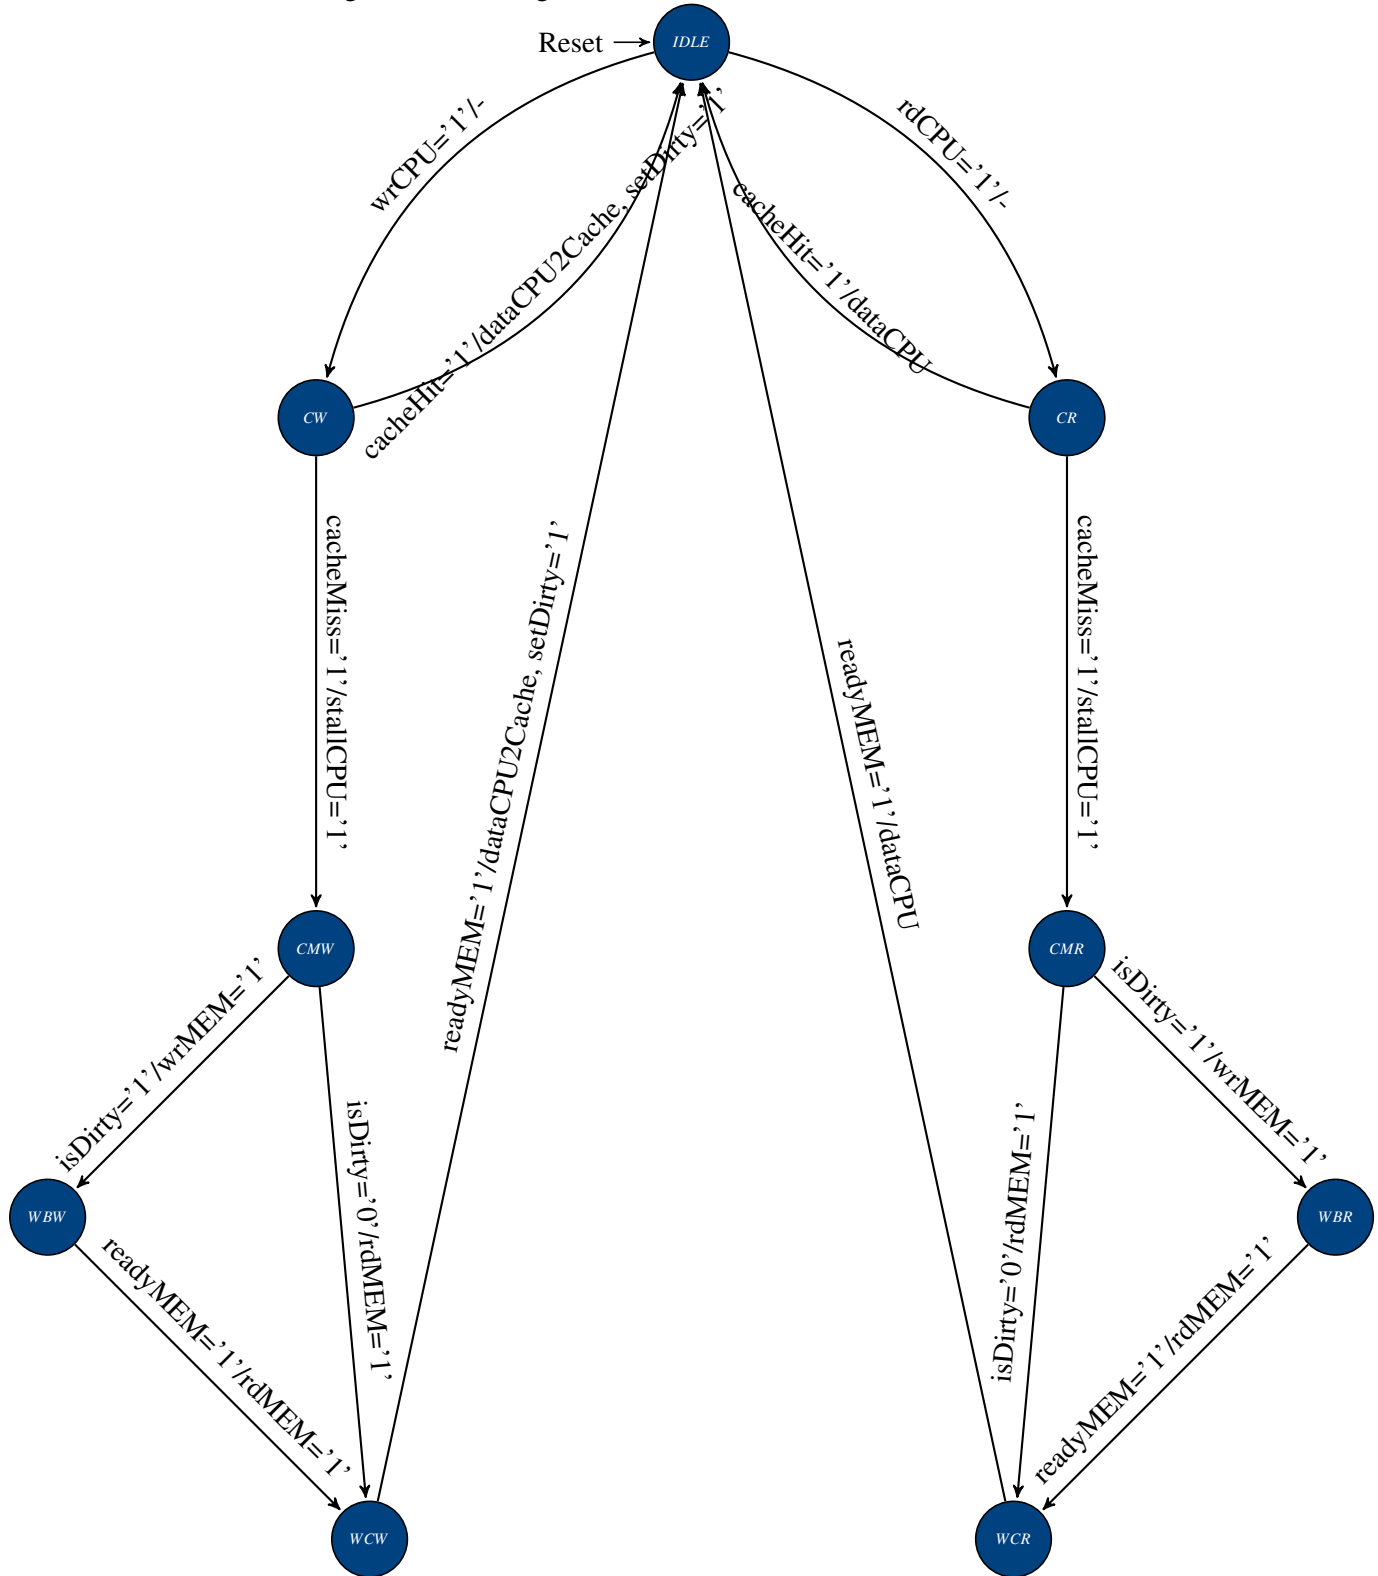 IDLE
Reset
wrCPU='1'/-
rdCPU='1'/-
cacheHit='1'/dataCPU2Cache, setDirty='1'
cacheHit='1'/dataCPU
CW
CR
cacheMiss='1'/stallCPU='1'
cacheMiss='1'/stallCPU='1'
readyMEM='1'/dataCPU2Cache, setDirty='1'
readyMEM='1'/dataCPU
CMW
CMR
isDirty='1'/wrMEM='1'
isDirty='0'/rdMEM='1'
isDirty='0'/rdMEM='1'
isDirty='1'/wrMEM='1'
WBW
WBR
readyMEM='1'/rdMEM='1'
readyMEM='1'/rdMEM='1'
WCW
WCR